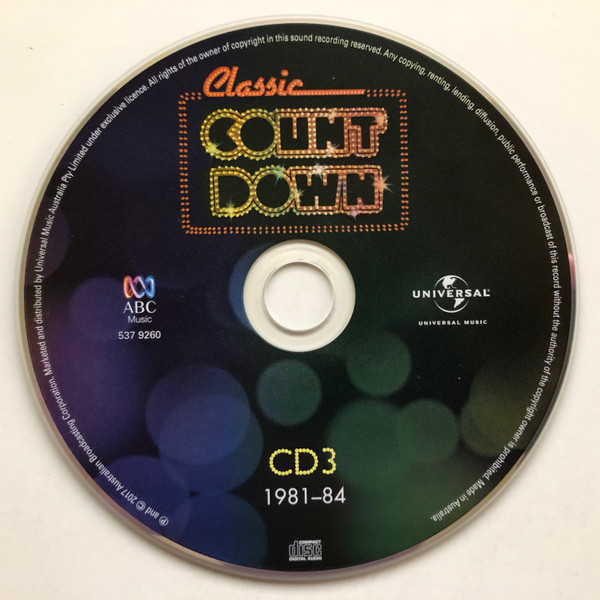 Classic
COUNT
DOWN
ABC
Music
537 9260
UNIVERSAL
UNIVERSAL MUSIC
CD3
1981–84
COMPACT
disc
DIGITAL AUDIO
℗ and © 2017 Australian Broadcasting Corporation. Marketed and distributed by Universal Music Australia Pty Limited under exclusive licence. All rights of the owner of copyright in this sound recording reserved. Any copying, renting, lending, diffusion, public performance or broadcast of this record without the authority of the copyright owner is prohibited. Made in Australia.